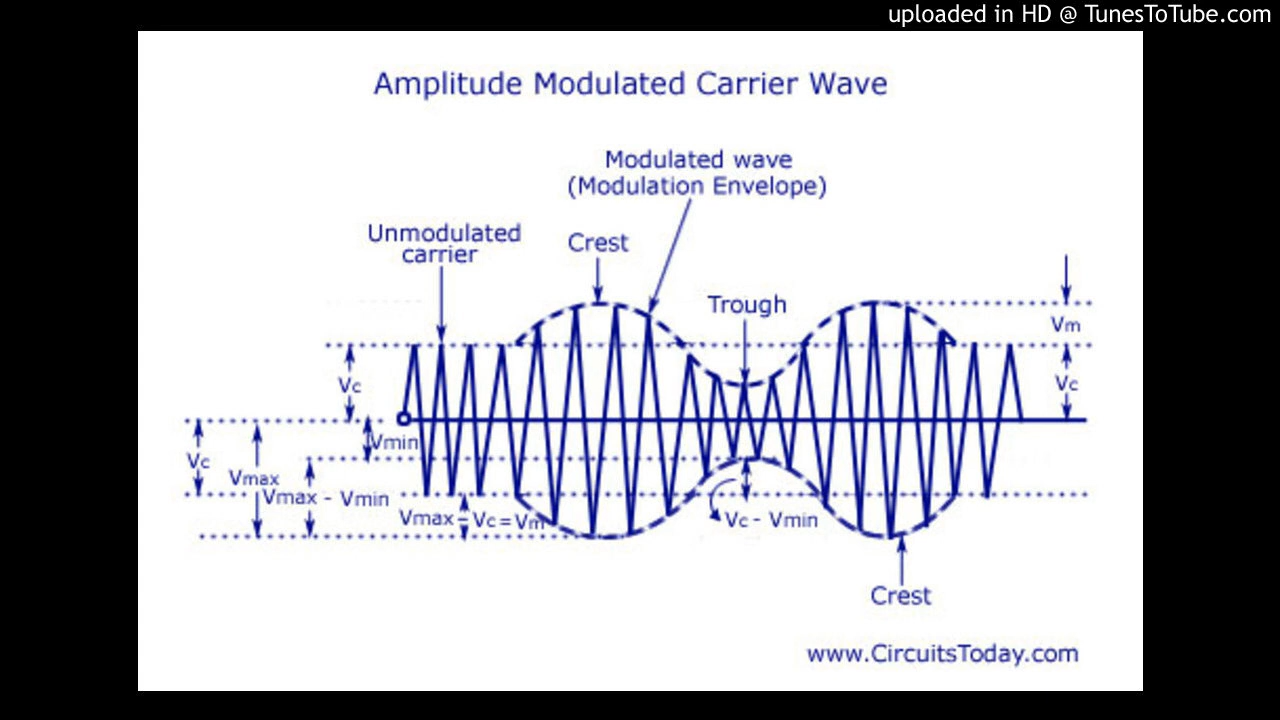 uploaded in HD @ TunesToTube.com
Amplitude Modulated Carrier Wave
Modulated wave
(Modulation Envelope)
Unmodulated
carrier
Crest
Trough
Vm
Vc
Vc
Vmin
Vc
Vmax
Vmax - Vmin
Vmax - Vc = Vm
Vc - Vmin
Crest
www.CircuitsToday.com